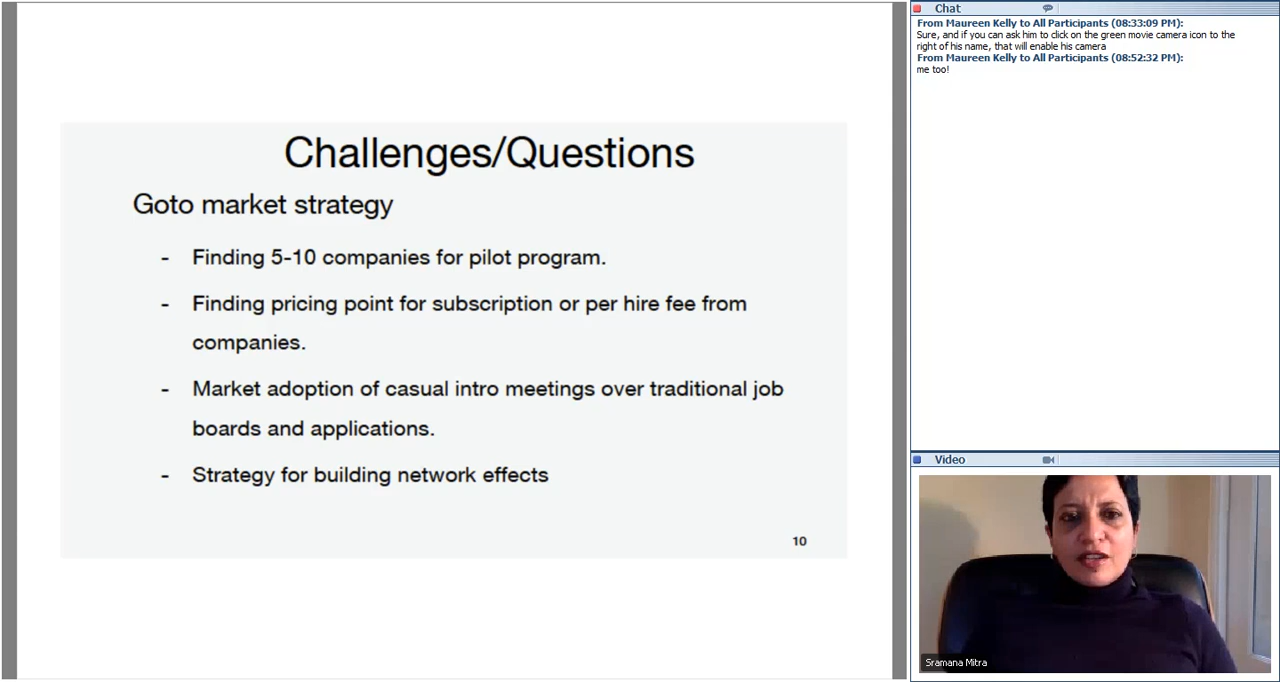 Challenges/Questions
Goto market strategy
- Finding 5-10 companies for pilot program.
- Finding pricing point for subscription or per hire fee from
companies.
- Market adoption of casual intro meetings over traditional job
boards and applications.
- Strategy for building network effects
10
Chat
From Maureen Kelly to All Participants (08:33:09 PM):
Sure, and if you can ask him to click on the green movie camera icon to the
right of his name, that will enable his camera
From Maureen Kelly to All Participants (08:52:32 PM):
me too!
Video
Sramana Mitra